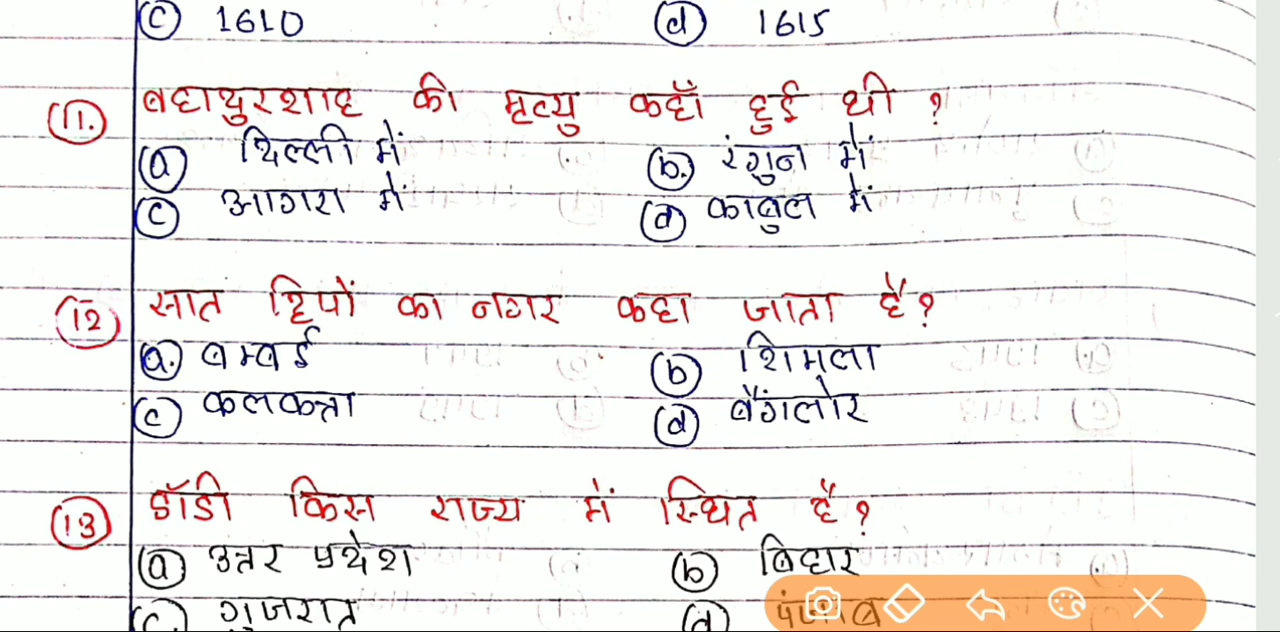 (c) 1610 (d) 1615
(11.) बहादुरशाह की मृत्यु कहाँ हुई थी ?
(a) दिल्ली में (b.) रंगुन में
(c) आगरा में (d) काबुल में
(12) सात द्विपों का नगर कहा जाता है ?
(a.) बम्बई (b) शिमला
(c) कलकत्ता (d) बैंगलोर
(13) डॉडी किस राज्य में स्थित है ?
(a) उत्तर प्रदेश (b) बिहार
(c.) गुजरात (d) पंजाब